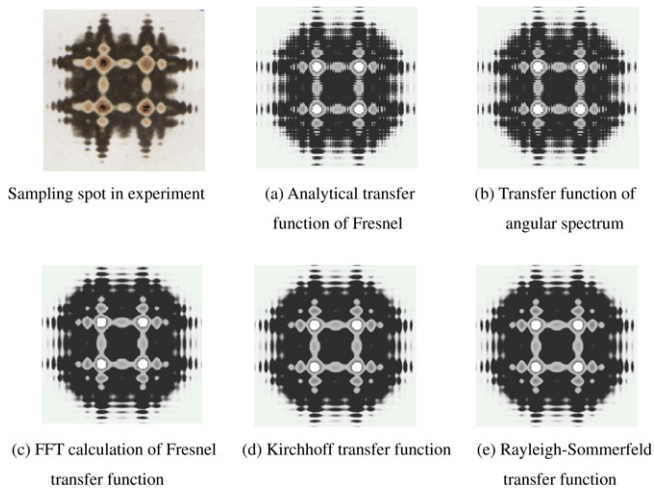 Sampling spot in experiment
(a) Analytical transfer
function of Fresnel
(b) Transfer function of
angular spectrum
(c) FFT calculation of Fresnel
transfer function
(d) Kirchhoff transfer function
(e) Rayleigh-Sommerfeld
transfer function